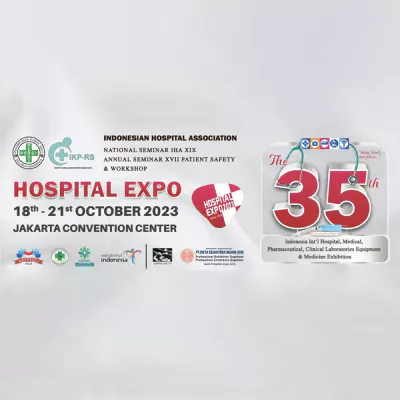 INDONESIAN HOSPITAL ASSOCIATION
NATIONAL SEMINAR IHA XIX
ANNUAL SEMINAR XVII PATIENT SAFETY
& WORKSHOP
IKP-RS
HOSPITAL EXPO
18th - 21st OCTOBER 2023
JAKARTA CONVENTION CENTER
HOSPITAL
EXPO
wonderful
indonesia
The
35th
Indonesia Int'l Hospital, Medical,
Pharmaceutical, Clinical Laboratories Equipment
& Medicine Exhibition